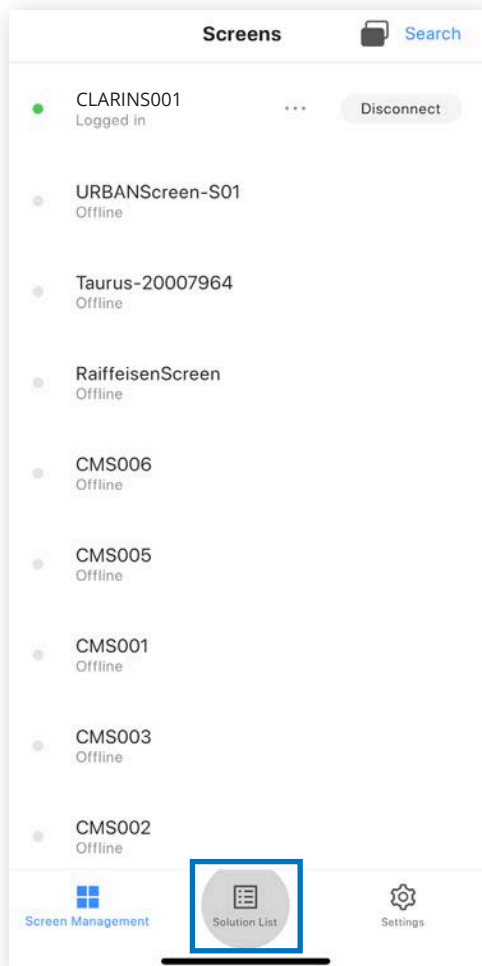 Screens
Search
CLARINS001
Logged in
...
Disconnect
URBANScreen-S01
Offline
Taurus-20007964
Offline
RaiffeisenScreen
Offline
CMS006
Offline
CMS005
Offline
CMS001
Offline
CMS003
Offline
CMS002
Offline
Screen Management
Solution List
Settings